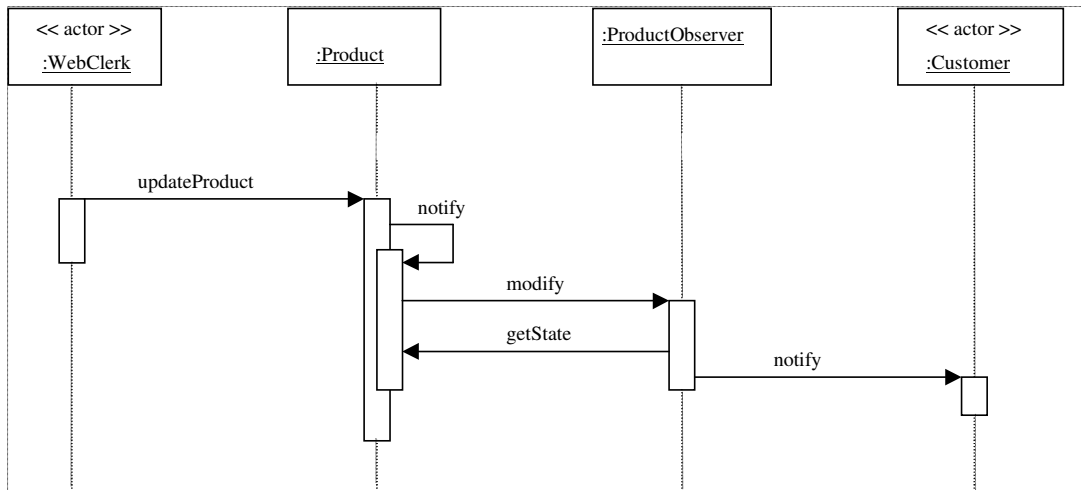 << actor >>
:WebClerk
:Product
:ProductObserver
<< actor >>
:Customer
updateProduct
notify
modify
getState
notify